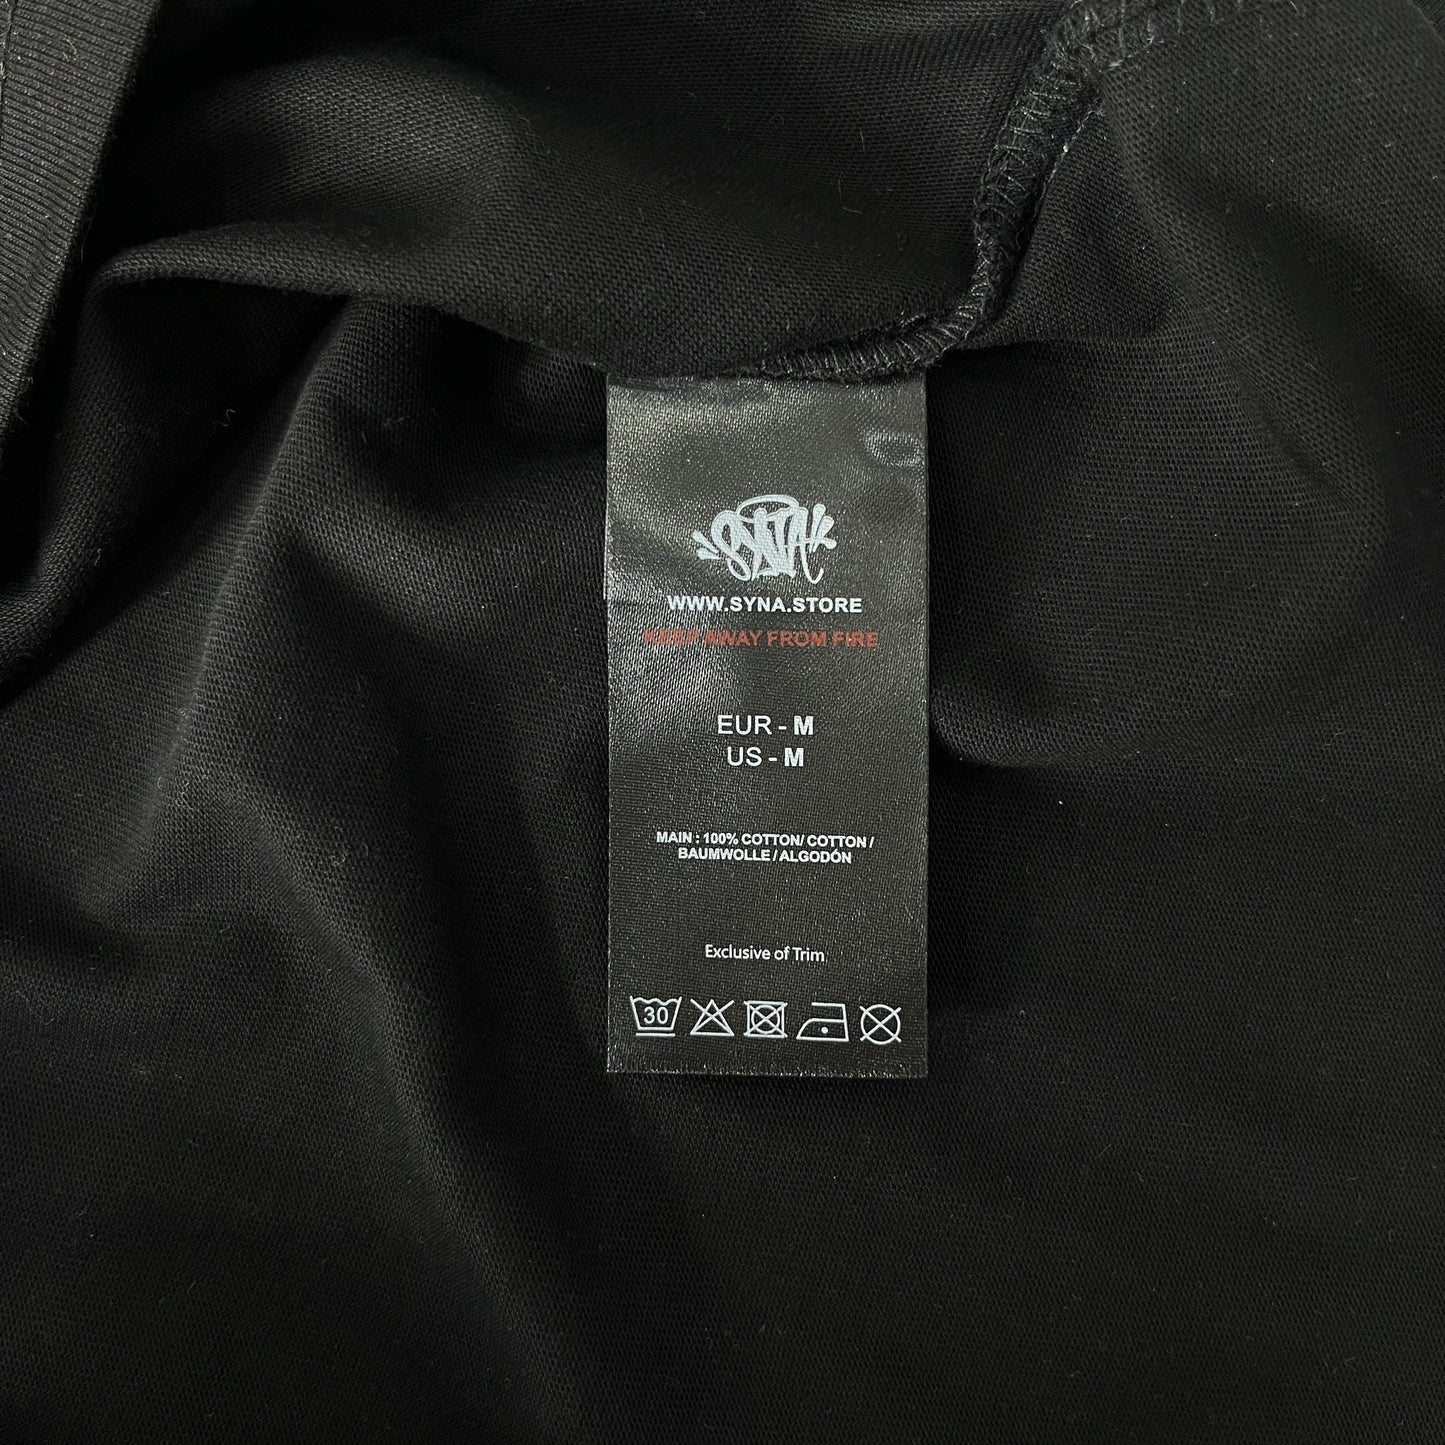 SYNA
WWW.SYNA.STORE
KEEP AWAY FROM FIRE
EUR - M
US - M
MAIN : 100% COTTON/ COTTON /
BAUMWOLLE / ALGODÓN
Exclusive of Trim
30